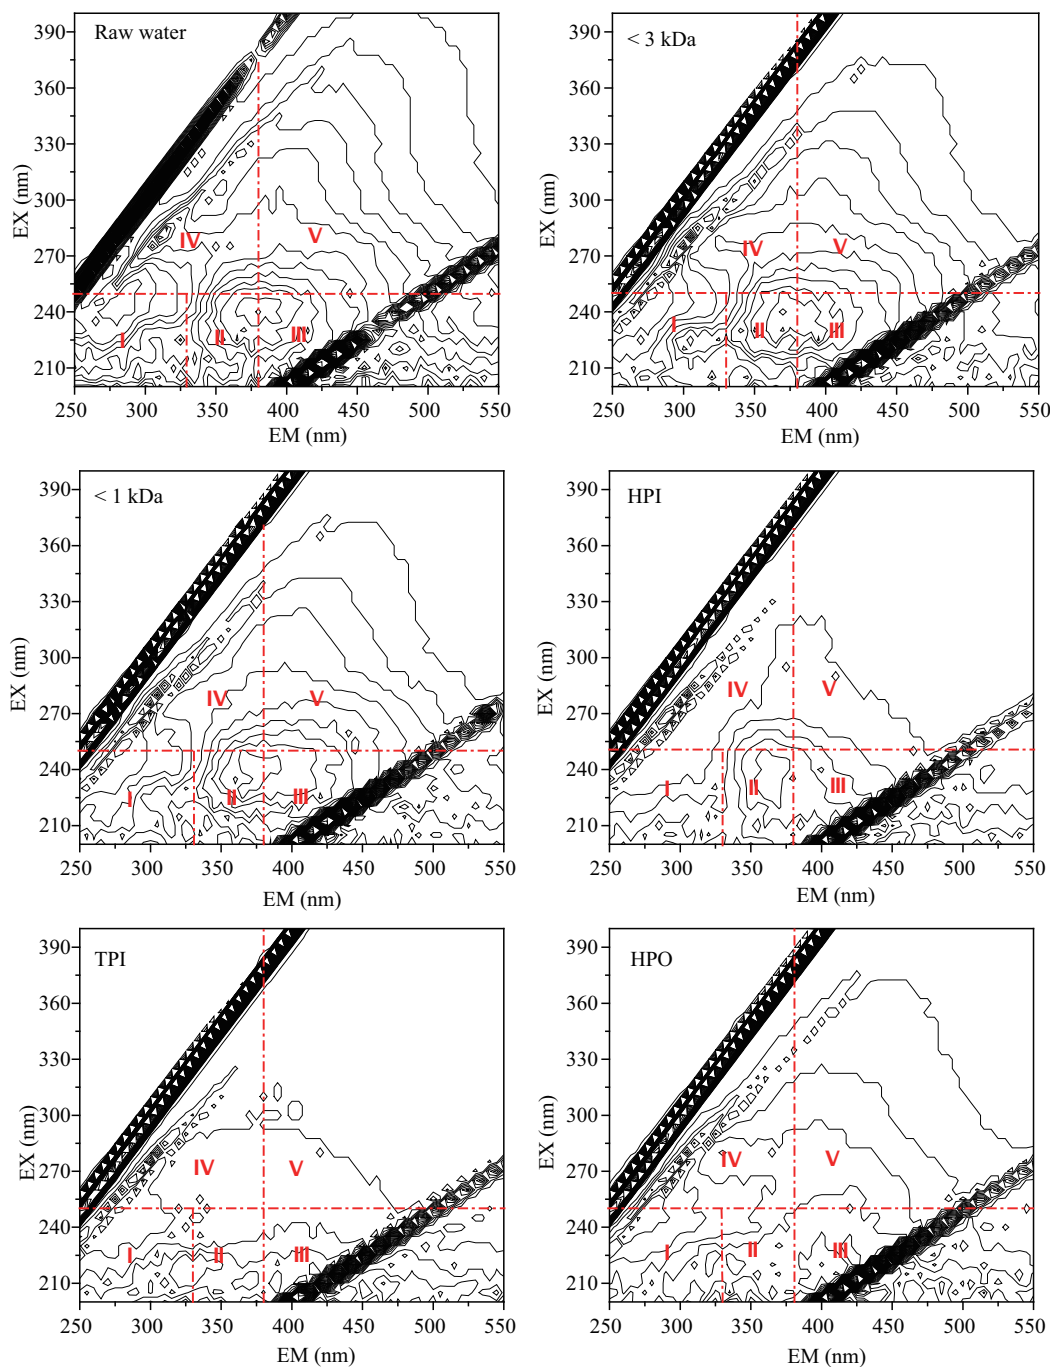 Raw water
EX (nm)
390
360
330
300
270
240
210
IV
V
I
II
III
250 300 350 400 450 500 550
EM (nm)
< 3 kDa
EX (nm)
390
360
330
300
270
240
210
IV
V
I
II
III
250 300 350 400 450 500 550
EM (nm)
< 1 kDa
EX (nm)
390
360
330
300
270
240
210
IV
V
I
II
III
250 300 350 400 450 500 550
EM (nm)
HPI
EX (nm)
390
360
330
300
270
240
210
IV
V
I
II
III
250 300 350 400 450 500 550
EM (nm)
TPI
EX (nm)
390
360
330
300
270
240
210
IV
V
I
II
III
250 300 350 400 450 500 550
EM (nm)
HPO
EX (nm)
390
360
330
300
270
240
210
IV
V
I
II
III
250 300 350 400 450 500 550
EM (nm)